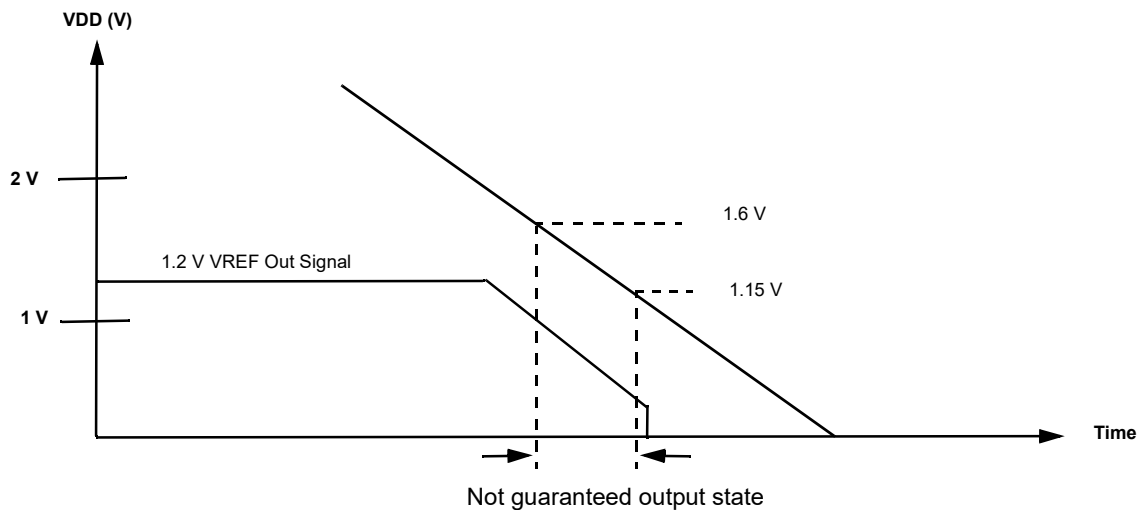 VDD (V)
2 V
1.6 V
1.2 V VREF Out Signal
1.15 V
1 V
Time
Not guaranteed output state